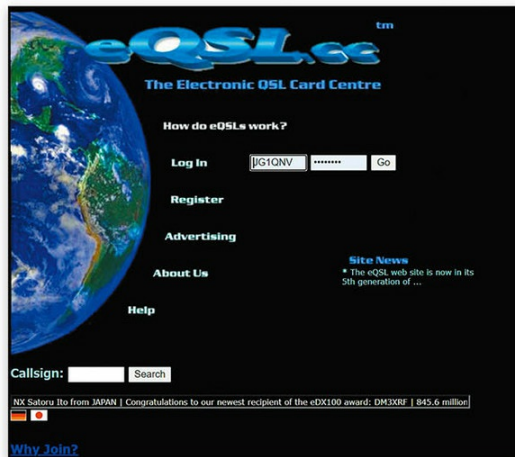 eQSL.cc tm
The Electronic QSL Card Centre
How do eQSLs work?
Log In JG1QNV •••••••• Go
Register
Advertising
Site News
About Us
* The eQSL web site is now in its
5th generation of ...
Help
Callsign: Search
NX Satoru Ito from JAPAN | Congratulations to our newest recipient of the eDX100 award: DM3XRF | 845.6 million
Why Join?